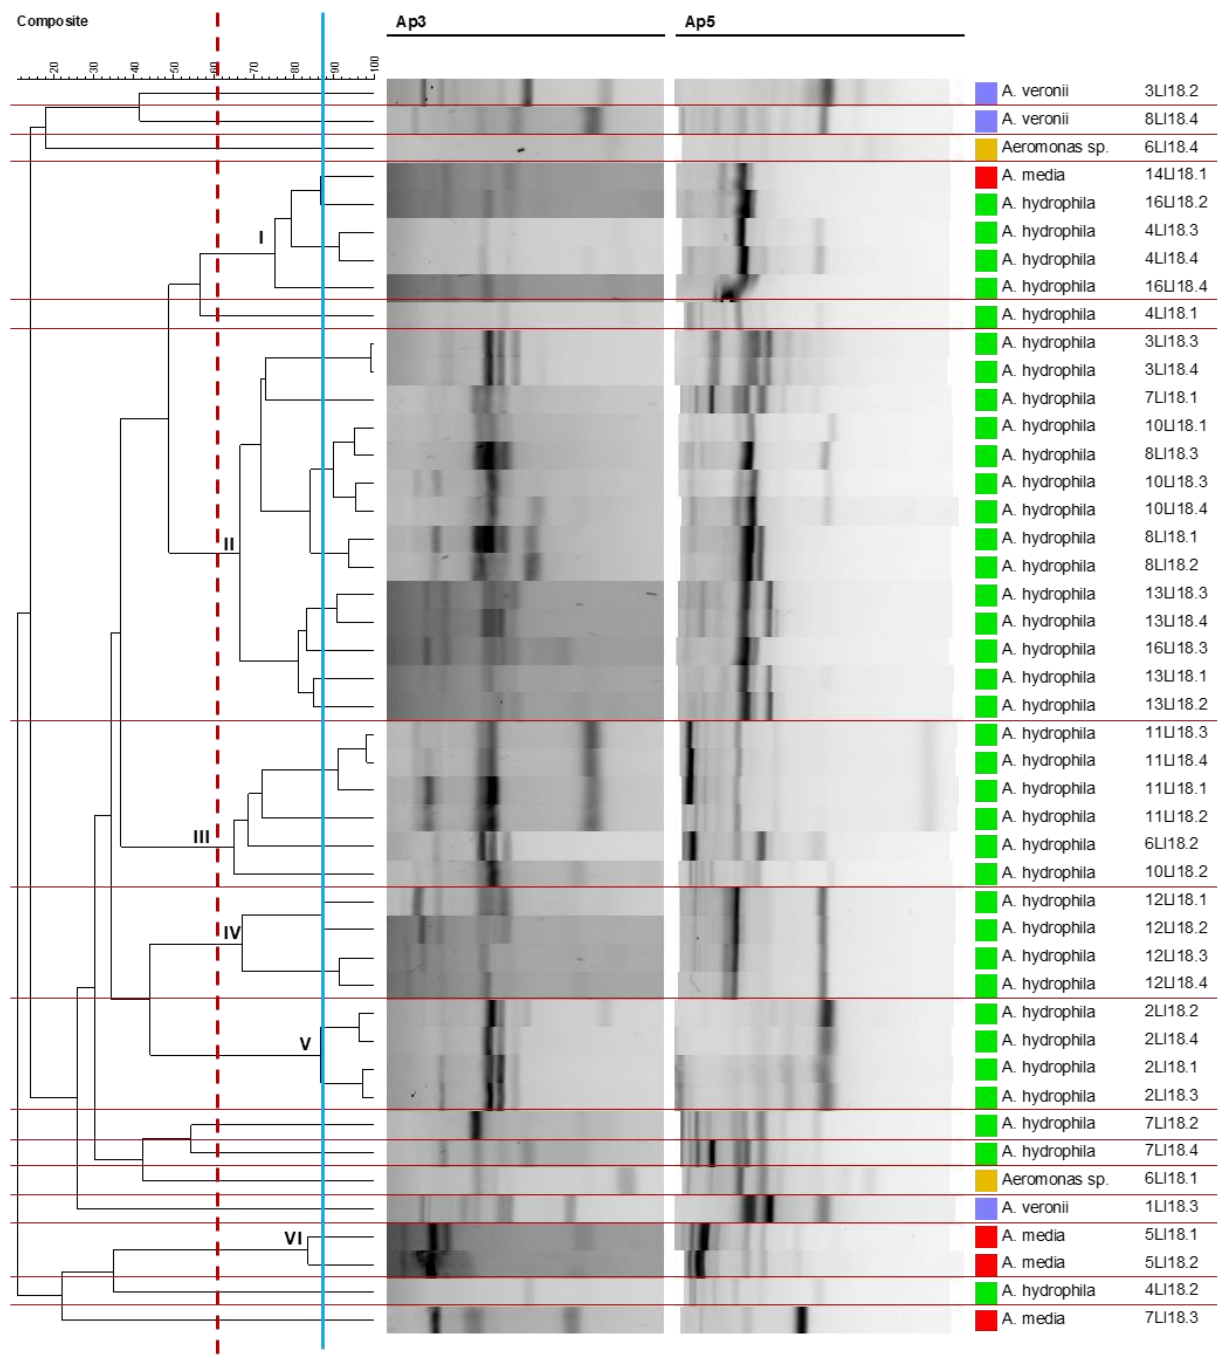 Composite Ap3 Ap5
20 30 40 50 60 70 80 90 100
A. veronii 3LI18.2
A. veronii 8LI18.4
Aeromonas sp. 6LI18.4
A. media 14LI18.1
A. hydrophila 16LI18.2
I A. hydrophila 4LI18.3
A. hydrophila 4LI18.4
A. hydrophila 16LI18.4
A. hydrophila 4LI18.1
A. hydrophila 3LI18.3
A. hydrophila 3LI18.4
A. hydrophila 7LI18.1
A. hydrophila 10LI18.1
A. hydrophila 8LI18.3
A. hydrophila 10LI18.3
A. hydrophila 10LI18.4
II A. hydrophila 8LI18.1
A. hydrophila 8LI18.2
A. hydrophila 13LI18.3
A. hydrophila 13LI18.4
A. hydrophila 16LI18.3
A. hydrophila 13LI18.1
A. hydrophila 13LI18.2
A. hydrophila 11LI18.3
A. hydrophila 11LI18.4
A. hydrophila 11LI18.1
A. hydrophila 11LI18.2
III A. hydrophila 6LI18.2
A. hydrophila 10LI18.2
A. hydrophila 12LI18.1
IV A. hydrophila 12LI18.2
A. hydrophila 12LI18.3
A. hydrophila 12LI18.4
A. hydrophila 2LI18.2
V A. hydrophila 2LI18.4
A. hydrophila 2LI18.1
A. hydrophila 2LI18.3
A. hydrophila 7LI18.2
A. hydrophila 7LI18.4
Aeromonas sp. 6LI18.1
A. veronii 1LI18.3
VI A. media 5LI18.1
A. media 5LI18.2
A. hydrophila 4LI18.2
A. media 7LI18.3